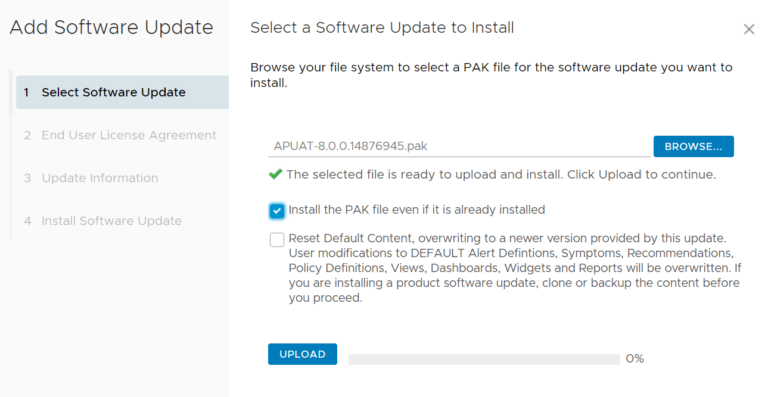 Add Software Update
Select a Software Update to Install
Browse your file system to select a PAK file for the software update you want to
install.
1 Select Software Update
2 End User License Agreement
3 Update Information
4 Install Software Update
APUAT-8.0.0.14876945.pak
BROWSE...
The selected file is ready to upload and install. Click Upload to continue.
Install the PAK file even if it is already installed
Reset Default Content, overwriting to a newer version provided by this update.
User modifications to DEFAULT Alert Defintions, Symptoms, Recommendations,
Policy Definitions, Views, Dashboards, Widgets and Reports will be overwritten. If
you are installing a product software update, clone or backup the content before
you proceed.
UPLOAD
0%